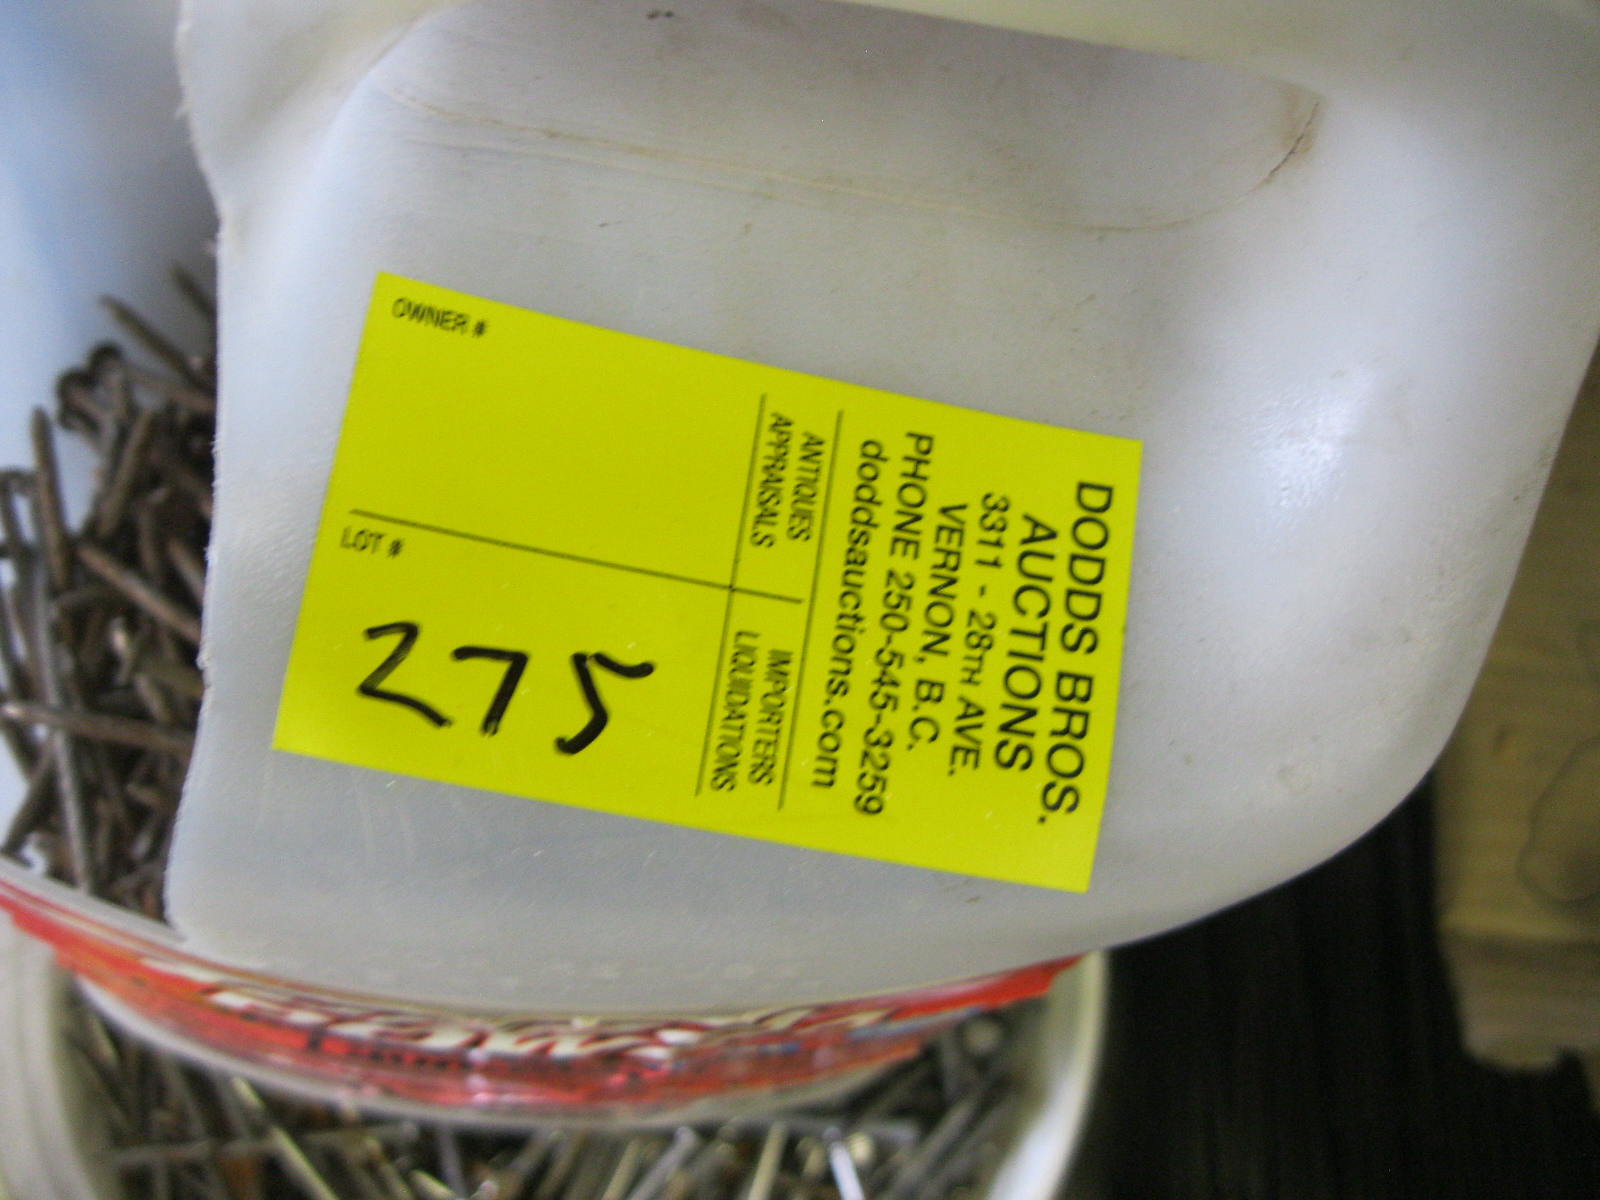 DODDS BROS.
AUCTIONS
3311 - 28TH AVE.
VERNON, B.C.
PHONE 250-545-3259
doddsauctions.com
ANTIQUES
APPRAISALS
IMPORTERS
LIQUIDATIONS
OWNER #
LOT #
275